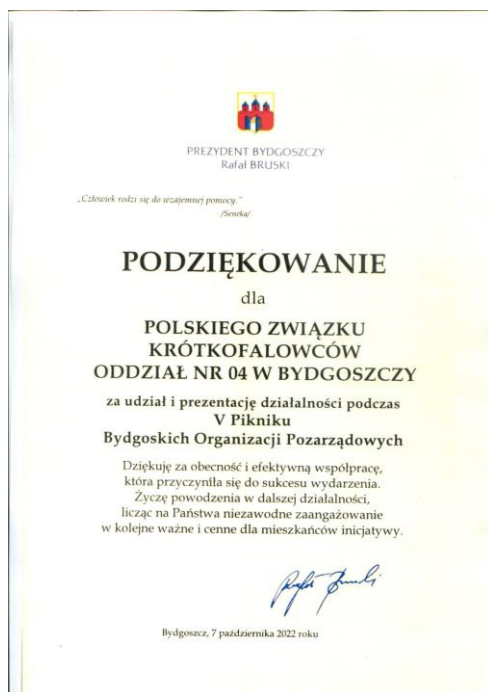 PREZYDENT BYDGOSZCZY
Rafał BRUSKI
„Człowiek rodzi się do wzajemnej pomocy.”
/Seneka/
PODZIĘKOWANIE
dla
POLSKIEGO ZWIĄZKU
KRÓTKOFALOWCÓW
ODDZIAŁ NR 04 W BYDGOSZCZY
za udział i prezentację działalności podczas
V Pikniku
Bydgoskich Organizacji Pozarządowych
Dziękuję za obecność i efektywną współpracę,
która przyczyniła się do sukcesu wydarzenia.
Życzę powodzenia w dalszej działalności,
licząc na Państwa niezawodne zaangażowanie
w kolejne ważne i cenne dla mieszkańców inicjatywy.
Rafał Bruski
Bydgoszcz, 7 października 2022 roku